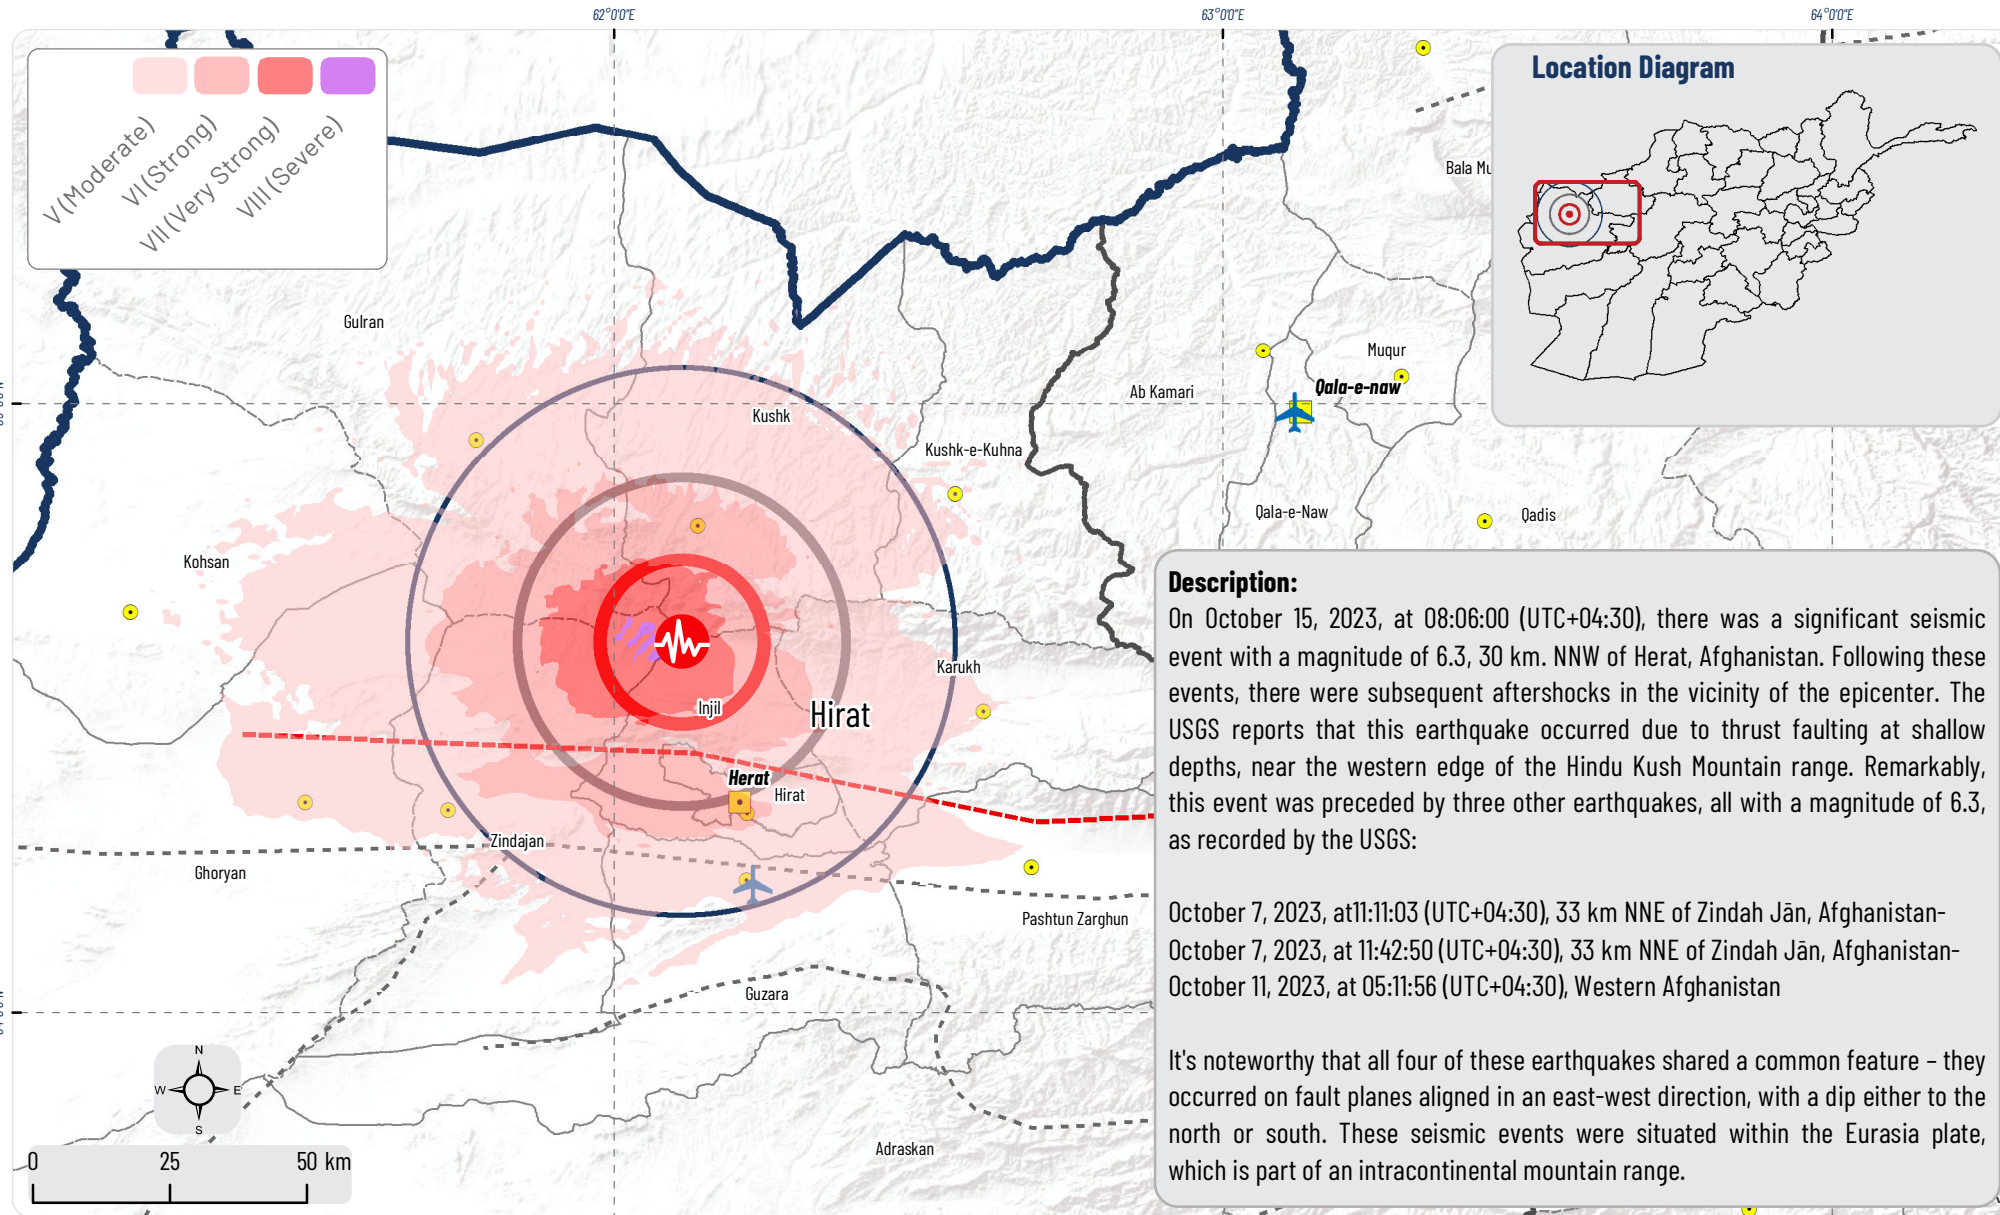 62°0'0"E
63°0'0"E
64°0'0"E
V(Moderate)
VI(Strong)
VII(Very Strong)
VIII(Severe)
Location Diagram
Bala Mu
Gulran
Muqur
Qala-e-naw
Ab Kamari
Kushk
Kushk-e-Kuhna
Qala-e-Naw
Qadis
Kohsan
Karukh
Injil
Hirat
Herat
Hirat
Zindajan
Ghoryan
Pashtun Zarghun
Guzara
Adraskan
N
W E
S
0 25 50 km
Description:
On October 15, 2023, at 08:06:00 (UTC+04:30), there was a significant seismic
event with a magnitude of 6.3, 30 km. NNW of Herat, Afghanistan. Following these
events, there were subsequent aftershocks in the vicinity of the epicenter. The
USGS reports that this earthquake occurred due to thrust faulting at shallow
depths, near the western edge of the Hindu Kush Mountain range. Remarkably,
this event was preceded by three other earthquakes, all with a magnitude of 6.3,
as recorded by the USGS:
October 7, 2023, at11:11:03 (UTC+04:30), 33 km NNE of Zindah Jān, Afghanistan-
October 7, 2023, at 11:42:50 (UTC+04:30), 33 km NNE of Zindah Jān, Afghanistan-
October 11, 2023, at 05:11:56 (UTC+04:30), Western Afghanistan
It's noteworthy that all four of these earthquakes shared a common feature – they
occurred on fault planes aligned in an east-west direction, with a dip either to the
north or south. These seismic events were situated within the Eurasia plate,
which is part of an intracontinental mountain range.